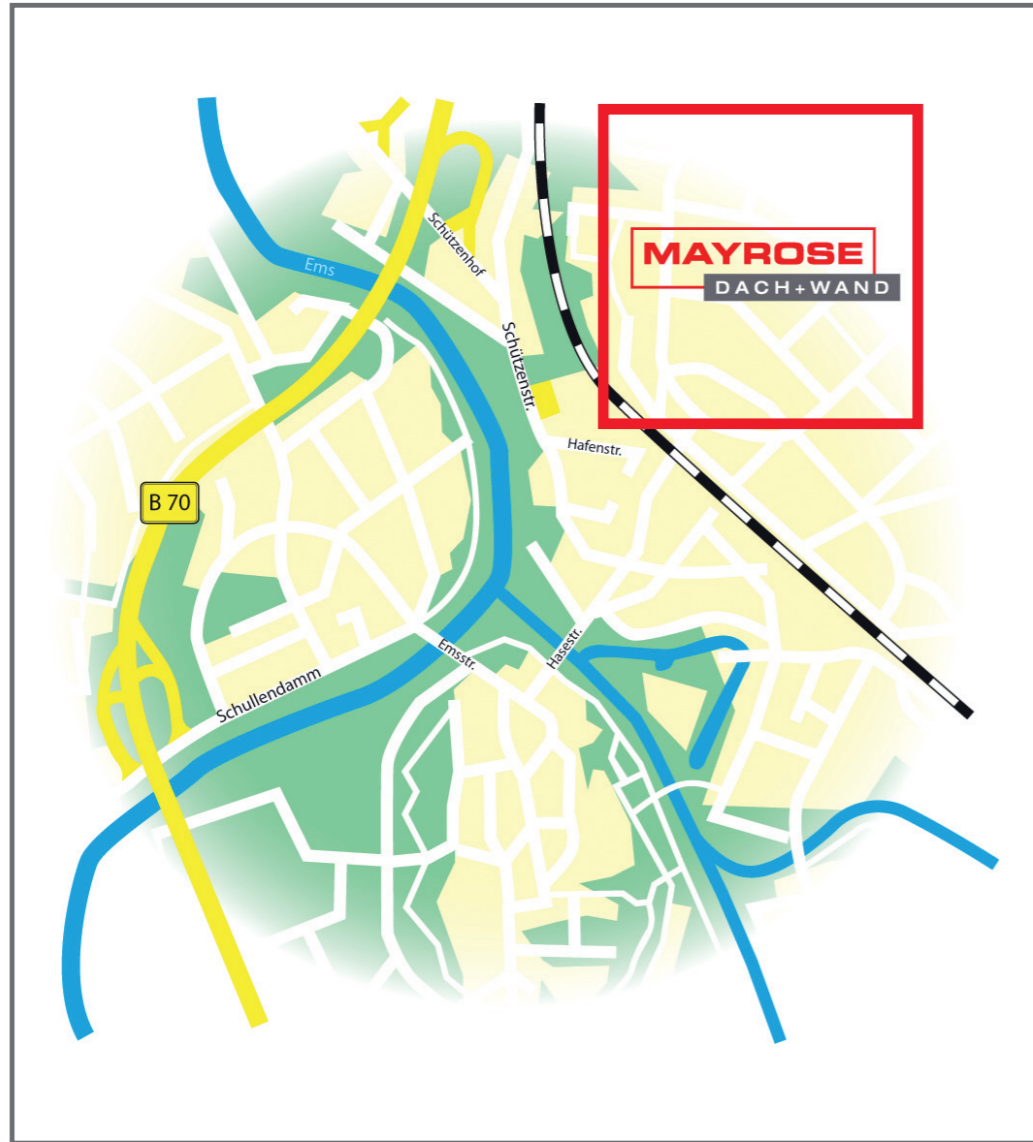 Ems
Schützenhof
MAYROSE
DACH+WAND
Schützenstr.
Hafenstr.
B 70
Emsstr.
Hasestr.
Schullendamm